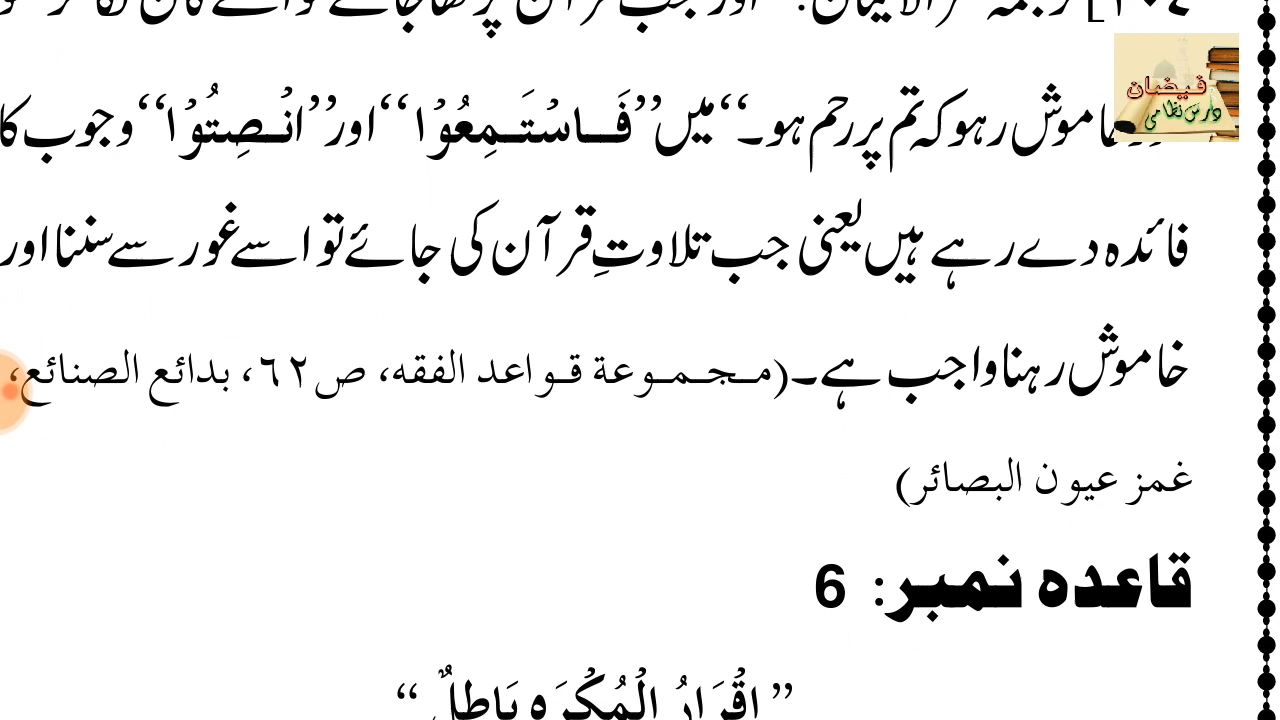 خاموش رہو کہ تم پر رحم ہو۔“ میں ”فَاسْتَمِعُوْا“ اور ”انْصِتُوْا“ وجوب کا
فائدہ دے رہے ہیں یعنی جب تلاوتِ قرآن کی جائے تو اسے غور سے سننا اور
خاموش رہنا واجب ہے۔ (مجموعة قواعد الفقه، ص ٦٢، بدائع الصنائع،
غمز عیون البصائر)
قاعدہ نمبر: 6
”اِقْرَارُ الْمُكْرَهِ بَاطِلٌ“
فیضان
درس نظامی